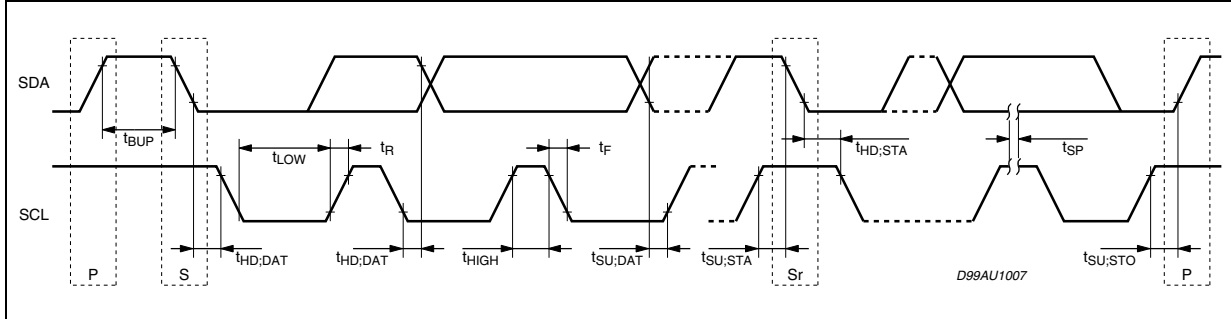 SDA
tBUP
tLOW
tR
tF
tHD;STA
tSP
SCL
tHD;DAT
tHD;DAT
tHIGH
tSU;DAT
tSU;STA
tSU;STO
P
S
Sr
D99AU1007
P